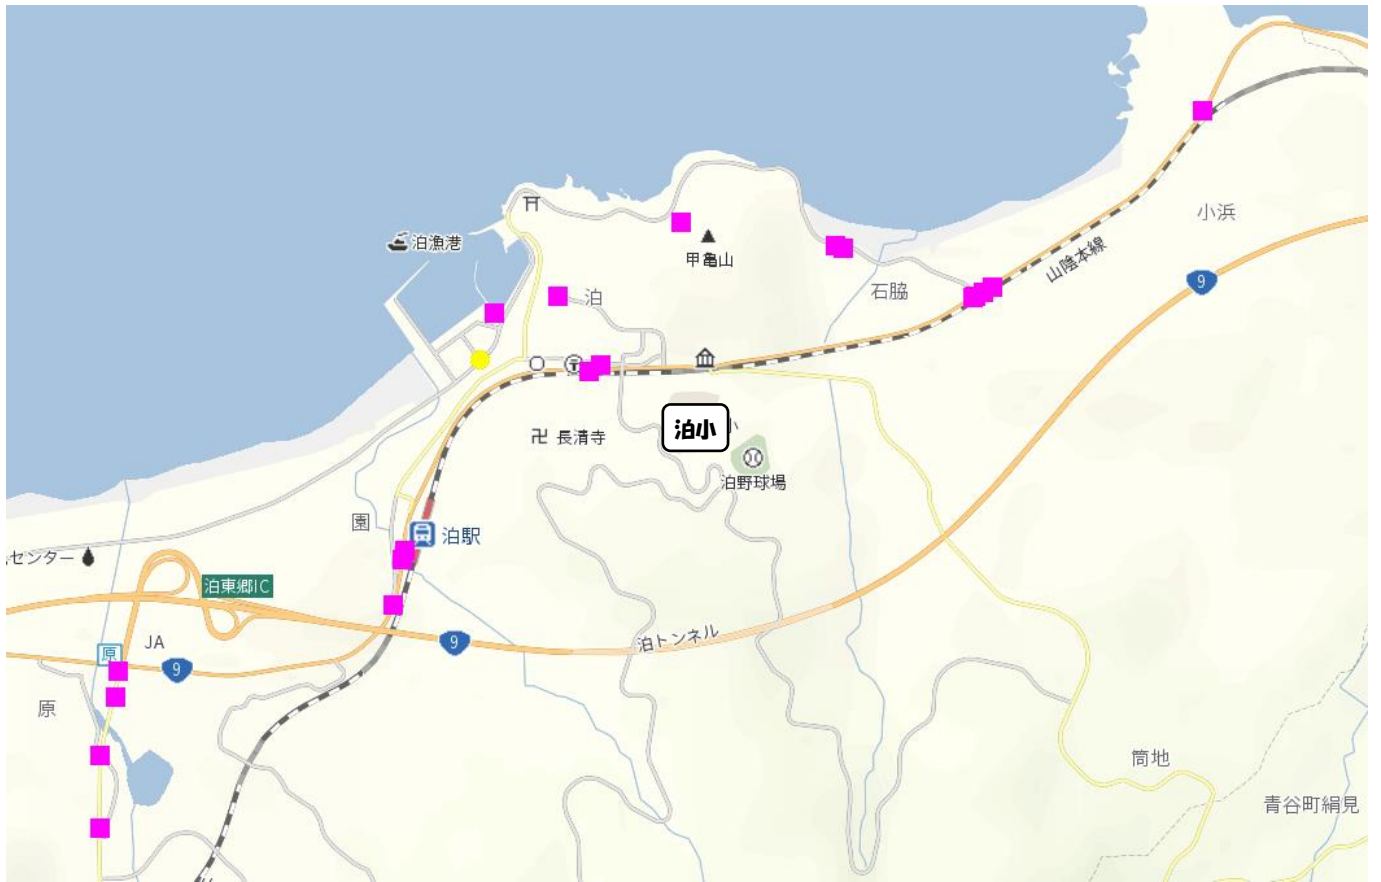 小浜
泊漁港
甲亀山
山陰本線
9
石脇
泊
泊小
小
長清寺
泊野球場
園
泊駅
センター
泊東郷IC
JA
9
泊トンネル
原
9
原
筒地
青谷町絹見